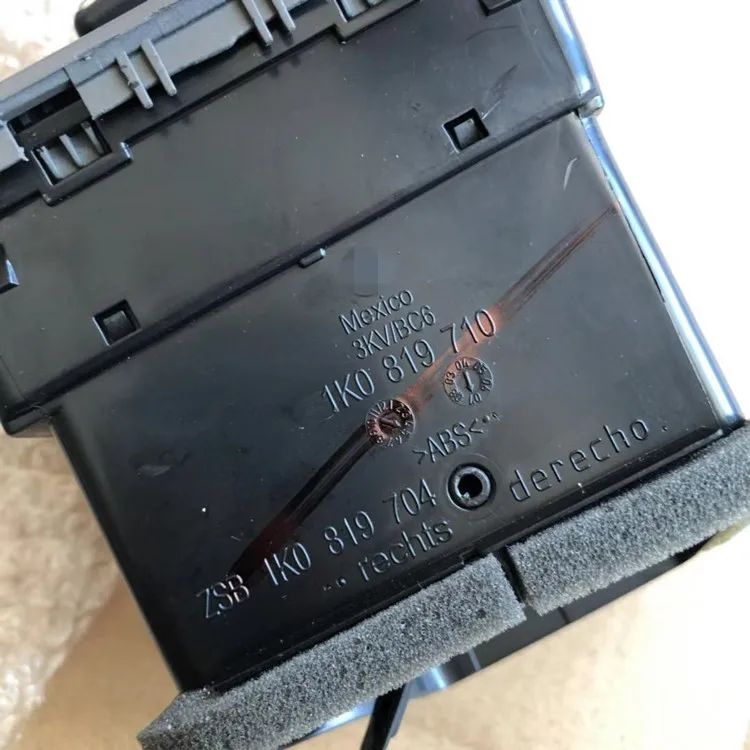 Mexico
3KV/BC6
1K0 819 710
>ABS<
ZSB 1K0 819 704
derecho
rechts